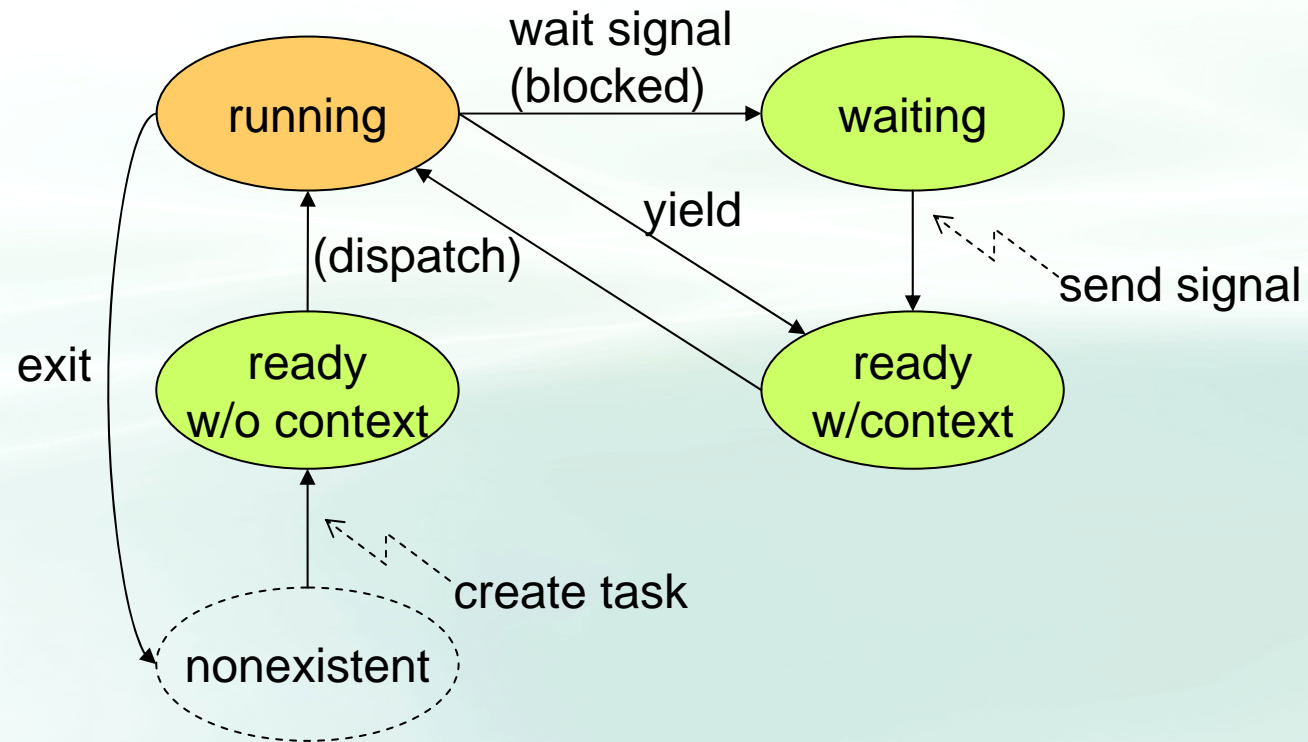 wait signal
(blocked)
running
waiting
yield
(dispatch)
send signal
exit
ready
w/o context
ready
w/context
create task
nonexistent